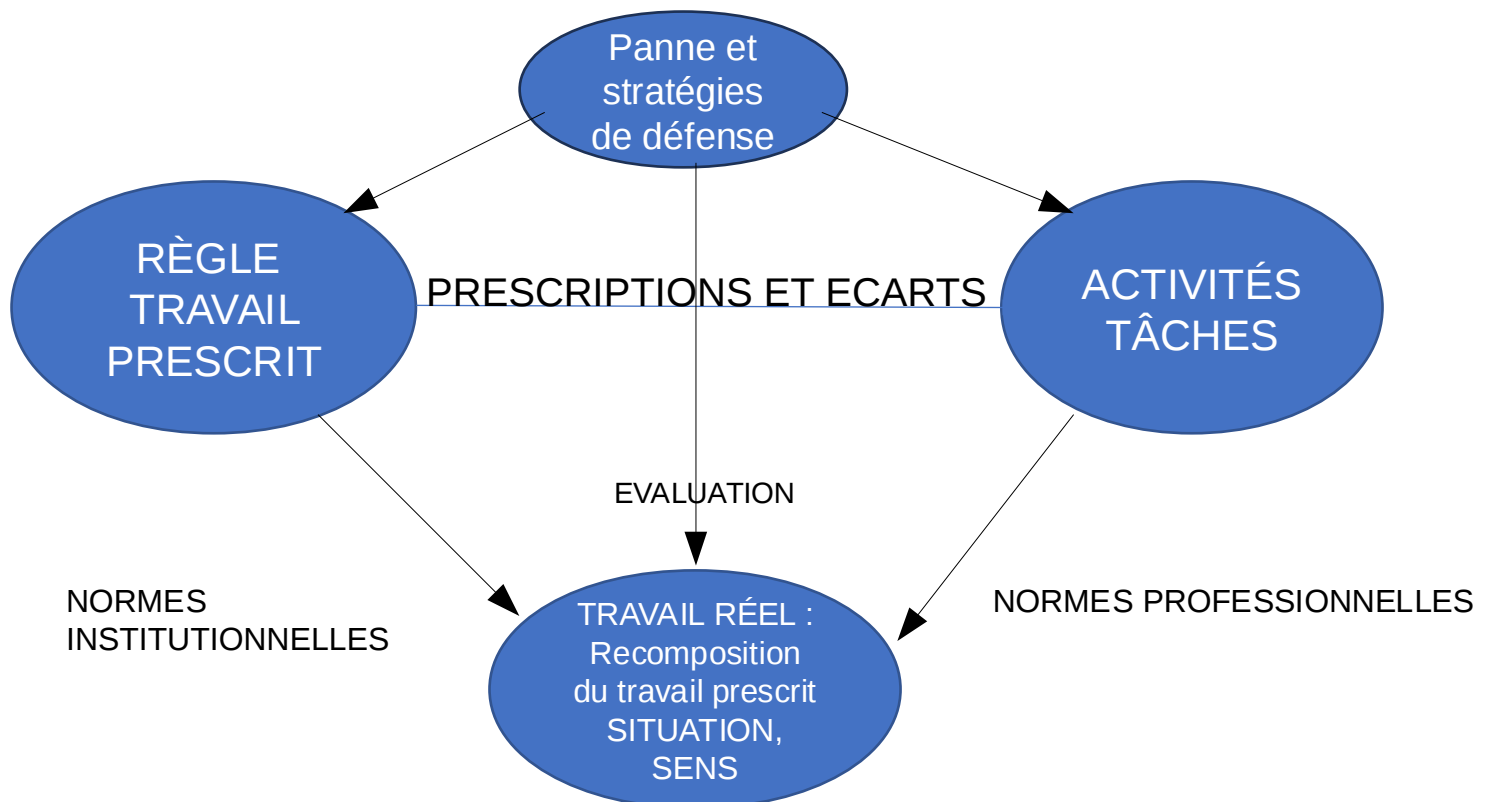 Panne et
stratégies
de défense
RÈGLE
TRAVAIL
PRESCRIT
PRESCRIPTIONS ET ECARTS
ACTIVITÉS
TÂCHES
EVALUATION
NORMES
INSTITUTIONNELLES
TRAVAIL RÉEL :
Recomposition
du travail prescrit
SITUATION,
SENS
NORMES PROFESSIONNELLES